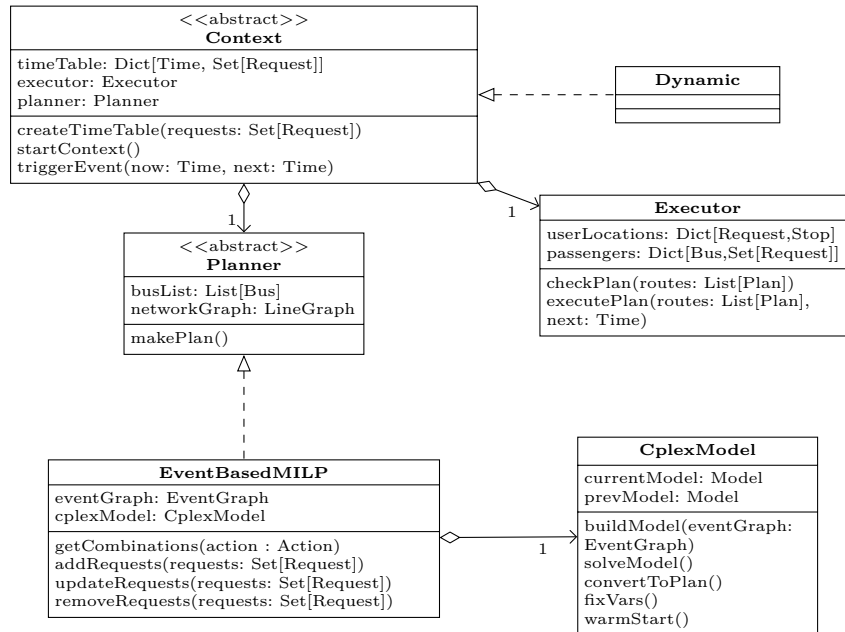 <<abstract>>
Context
timeTable: Dict[Time, Set[Request]]
executor: Executor
planner: Planner
createTimeTable(requests: Set[Request])
startContext()
triggerEvent(now: Time, next: Time)
Dynamic
1
1
Executor
userLocations: Dict[Request,Stop]
passengers: Dict[Bus,Set[Request]]
checkPlan(routes: List[Plan])
executePlan(routes: List[Plan],
next: Time)
<<abstract>>
Planner
busList: List[Bus]
networkGraph: LineGraph
makePlan()
EventBasedMILP
eventGraph: EventGraph
cplexModel: CplexModel
getCombinations(action : Action)
addRequests(requests: Set[Request])
updateRequests(requests: Set[Request])
removeRequests(requests: Set[Request])
1
CplexModel
currentModel: Model
prevModel: Model
buildModel(eventGraph:
EventGraph)
solveModel()
convertToPlan()
fixVars()
warmStart()